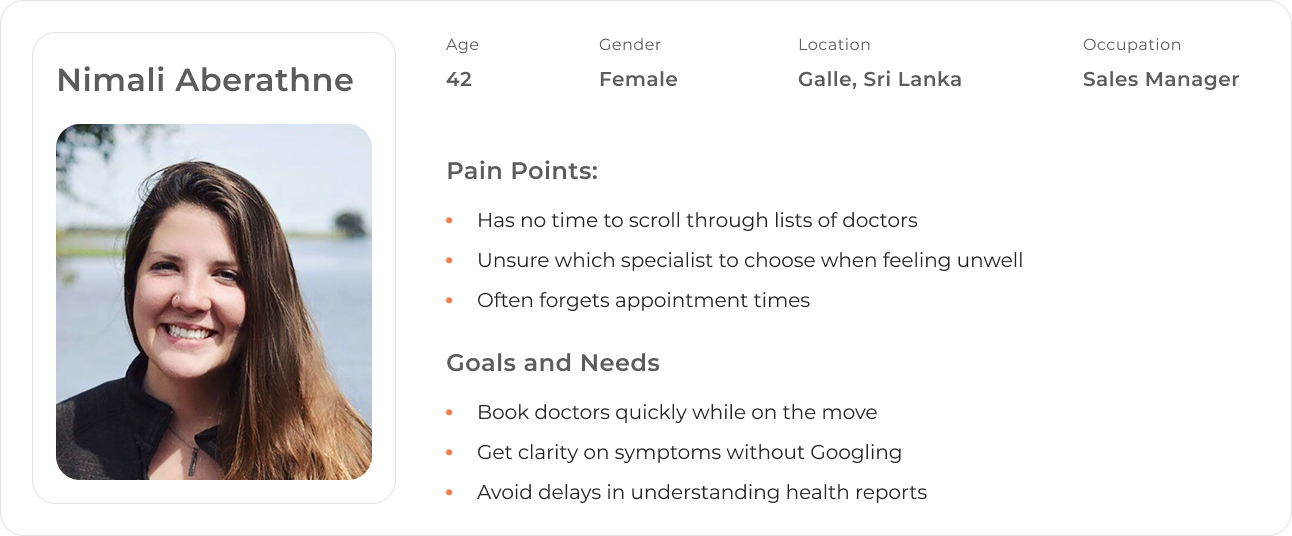 Nimali Aberathne
Age
42
Gender
Female
Location
Galle, Sri Lanka
Occupation
Sales Manager
Pain Points:
Has no time to scroll through lists of doctors
Unsure which specialist to choose when feeling unwell
Often forgets appointment times
Goals and Needs
Book doctors quickly while on the move
Get clarity on symptoms without Googling
Avoid delays in understanding health reports